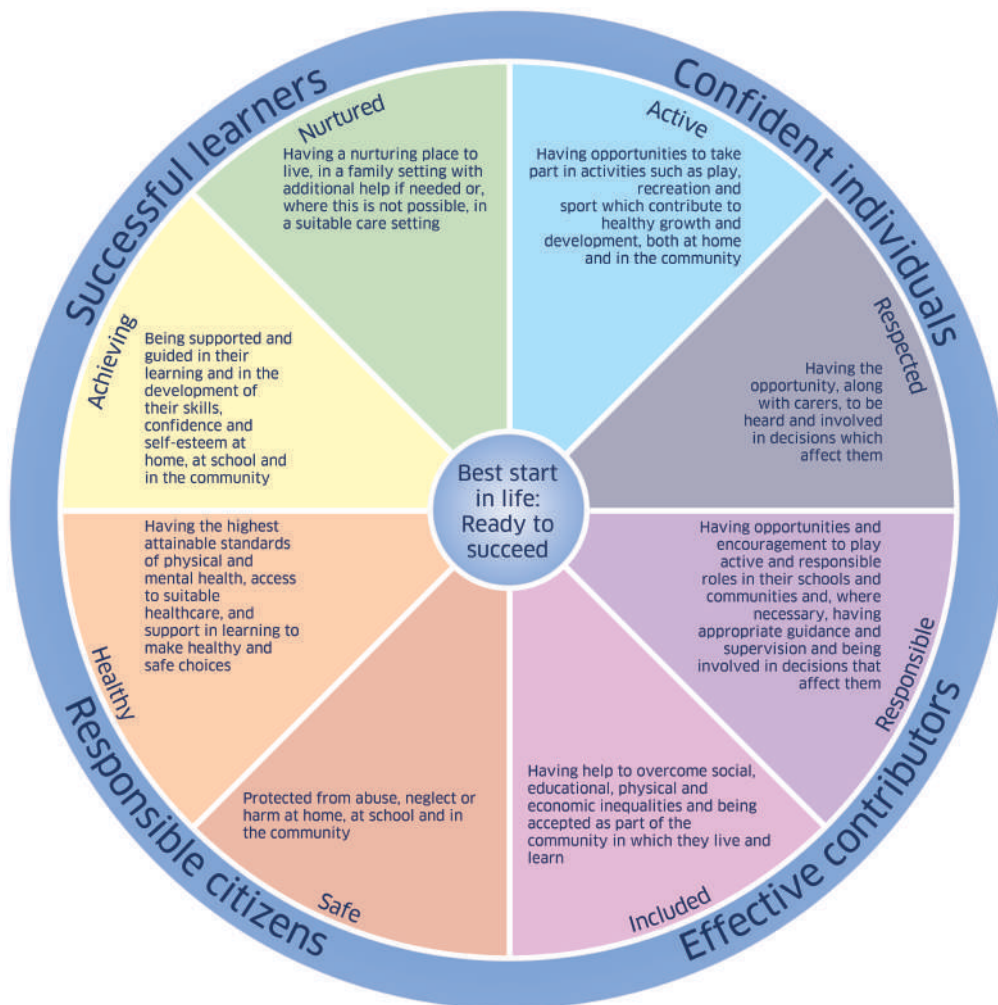 Successful learners
Confident individuals
Nurtured
Having a nurturing place to
live, in a family setting with
additional help if needed or,
where this is not possible, in
a suitable care setting
Active
Having opportunities to take
part in activities such as play,
recreation and
sport which contribute to
healthy growth and
development, both at home
and in the community
Achieving
Being supported and
guided in their
learning and in the
development of
their skills,
confidence and
self-esteem at
home, at school and
in the community
Respected
Having the
opportunity, along
with carers, to be
heard and involved
in decisions which
affect them
Best start
in life:
Ready to
succeed
Healthy
Having the highest
attainable standards
of physical and
mental health, access
to suitable
healthcare, and
support in learning to
make healthy and
safe choices
Responsible
Having opportunities and
encouragement to play
active and responsible
roles in their schools and
communities and, where
necessary, having
appropriate guidance and
supervision and being
involved in decisions that
affect them
Protected from abuse, neglect or
harm at home, at school and in
the community
Safe
Having help to overcome social,
educational, physical and
economic inequalities and being
accepted as part of the
community in which they live and
learn
Included
Responsible citizens
Effective contributors